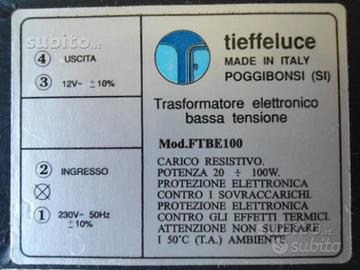 4 USCITA
3 12V~ ±10%
2 INGRESSO
1 230V~ 50Hz
±10%
tieffeluce
MADE IN ITALY
POGGIBONSI (SI)
Trasformatore elettronico
bassa tensione
Mod.FTBE100
CARICO RESISTIVO.
POTENZA 20 ÷ 100W.
PROTEZIONE ELETTRONICA
CONTRO I SOVRACCARICHI.
PROTEZIONE ELETTRONICA
CONTRO GLI EFFETTI TERMICI.
ATTENZIONE NON SUPERARE
I 50°C (T.A.) AMBIENTE
subito
subito
subito